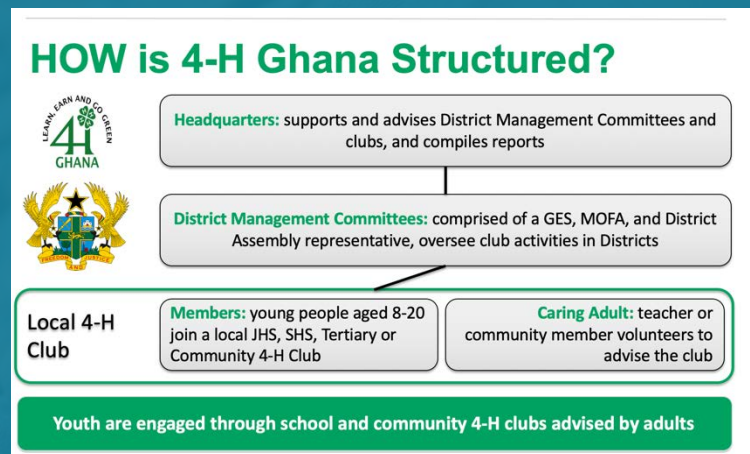 HOW is 4-H Ghana Structured?
LEARN, EARN AND GO GREEN
4H
GHANA
Headquarters: supports and advises District Management Committees and
clubs, and compiles reports
FREEDOM AND JUSTICE
District Management Committees: comprised of a GES, MOFA, and District
Assembly representative, oversee club activities in Districts
Local 4-H
Club
Members: young people aged 8-20
join a local JHS, SHS, Tertiary or
Community 4-H Club
Caring Adult: teacher or
community member volunteers to
advise the club
Youth are engaged through school and community 4-H clubs advised by adults